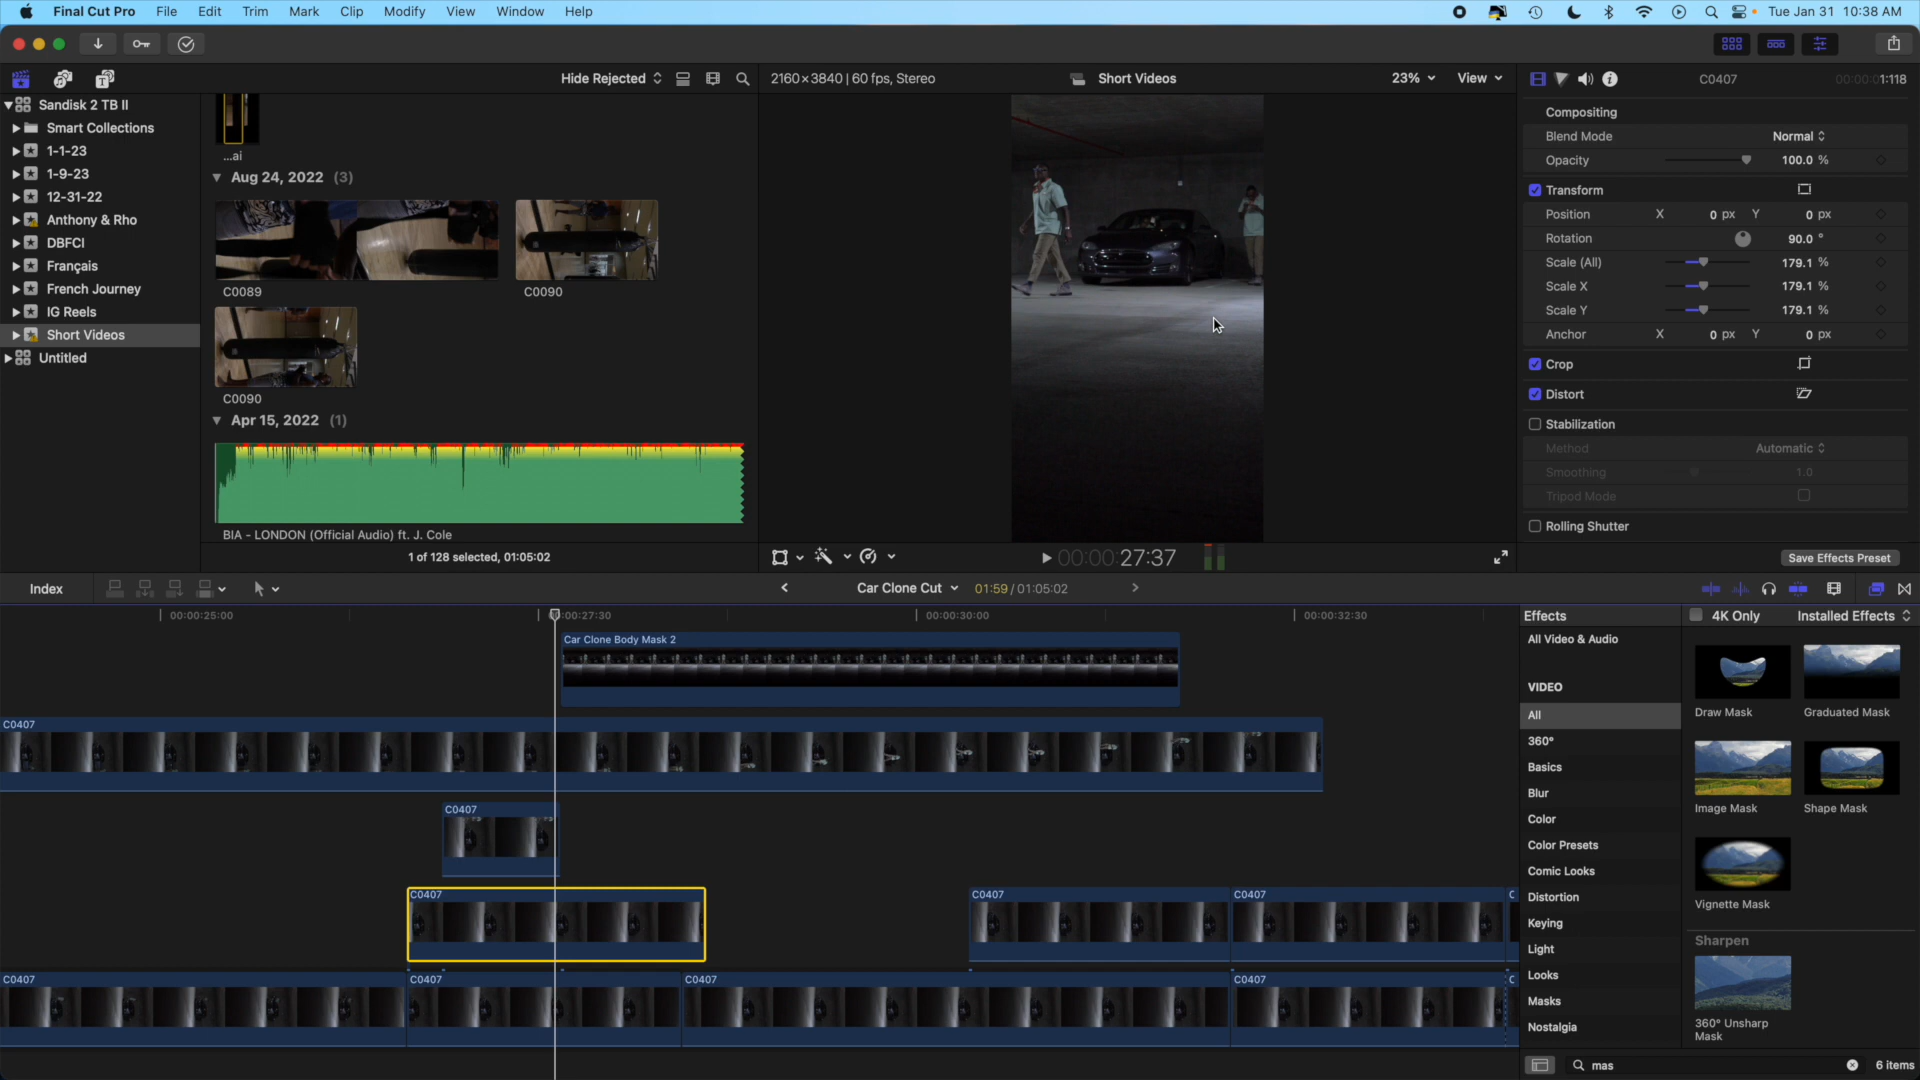 Final Cut Pro File Edit Trim Mark Clip Modify View Window Help
Tue Jan 31 10:38 AM
Hide Rejected
2160×3840 | 60 fps, Stereo
Short Videos
23% View
C0407
00:00:01:118
Sandisk 2 TB II
Smart Collections
1-1-23
1-9-23
12-31-22
Anthony & Rho
DBFCI
Français
French Journey
IG Reels
Short Videos
Untitled
...ai
Aug 24, 2022 (3)
C0089
C0090
C0090
Apr 15, 2022 (1)
BIA - LONDON (Official Audio) ft. J. Cole
1 of 128 selected, 01:05:02
00:00:27:37
Compositing
Blend Mode Normal
Opacity 100.0 %
Transform
Position X 0 px Y 0 px
Rotation 90.0 °
Scale (All) 179.1 %
Scale X 179.1 %
Scale Y 179.1 %
Anchor X 0 px Y 0 px
Crop
Distort
Stabilization
Method Automatic
Smoothing 1.0
Tripod Mode
Rolling Shutter
Save Effects Preset
Index
Car Clone Cut 01:59 / 01:05:02
00:00:25:00
:00:27:30
00:00:30:00
00:00:32:30
Car Clone Body Mask 2
C0407
C0407
C0407
C0407
C0407
C
C0407
C0407
C0407
C0407
C
Effects
All Video & Audio
VIDEO
All
360°
Basics
Blur
Color
Color Presets
Comic Looks
Distortion
Keying
Light
Looks
Masks
Nostalgia
4K Only Installed Effects
Draw Mask
Graduated Mask
Image Mask
Shape Mask
Vignette Mask
Sharpen
360° Unsharp
Mask
mas
6 items